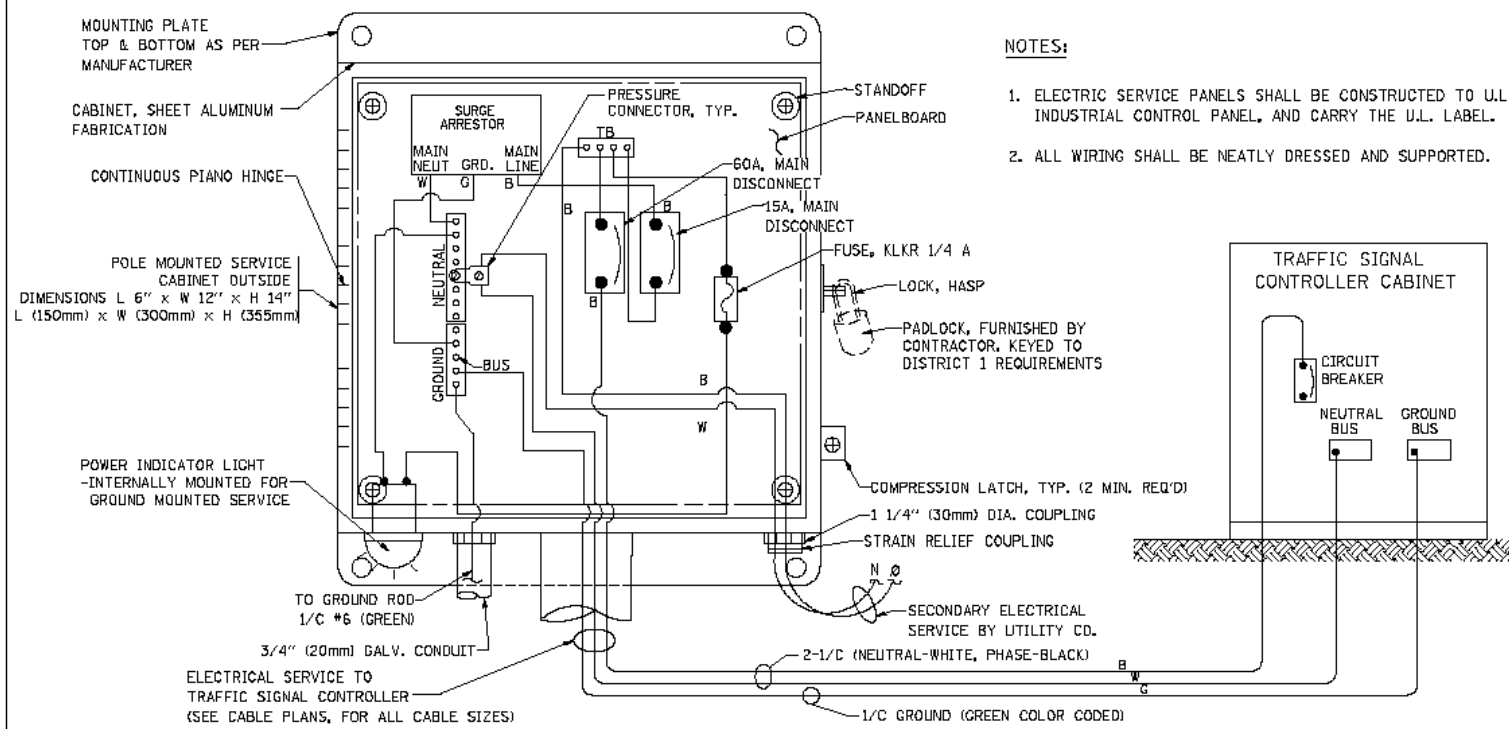 MOUNTING PLATE
TOP & BOTTOM AS PER
MANUFACTURER
CABINET, SHEET ALUMINUM
FABRICATION
CONTINUOUS PIANO HINGE
POLE MOUNTED SERVICE
CABINET OUTSIDE
DIMENSIONS L 6" x W 12" x H 14"
L (150mm) x W (300mm) x H (355mm)
POWER INDICATOR LIGHT
-INTERNALLY MOUNTED FOR
GROUND MOUNTED SERVICE
TO GROUND ROD
1/C #6 (GREEN)
3/4" (20mm) GALV. CONDUIT
ELECTRICAL SERVICE TO
TRAFFIC SIGNAL CONTROLLER
(SEE CABLE PLANS, FOR ALL CABLE SIZES)
SURGE
ARRESTOR
MAIN
NEUT
GRD.
MAIN
LINE
W
G
B
NEUTRAL
GROUND
BUS
PRESSURE
CONNECTOR, TYP.
TB
B
B
B
B
W
STANDOFF
PANELBOARD
60A, MAIN
DISCONNECT
15A, MAIN
DISCONNECT
FUSE, KLKR 1/4 A
LOCK, HASP
PADLOCK, FURNISHED BY
CONTRACTOR. KEYED TO
DISTRICT 1 REQUIREMENTS
COMPRESSION LATCH, TYP. (2 MIN. REQ'D)
1 1/4" (30mm) DIA. COUPLING
STRAIN RELIEF COUPLING
N Ø
SECONDARY ELECTRICAL
SERVICE BY UTILITY CO.
2-1/C (NEUTRAL-WHITE, PHASE-BLACK)
1/C GROUND (GREEN COLOR CODED)
B
W
G
NOTES:
1. ELECTRIC SERVICE PANELS SHALL BE CONSTRUCTED TO U.L
INDUSTRIAL CONTROL PANEL, AND CARRY THE U.L. LABEL.
2. ALL WIRING SHALL BE NEATLY DRESSED AND SUPPORTED.
TRAFFIC SIGNAL
CONTROLLER CABINET
CIRCUIT
BREAKER
NEUTRAL
BUS
GROUND
BUS